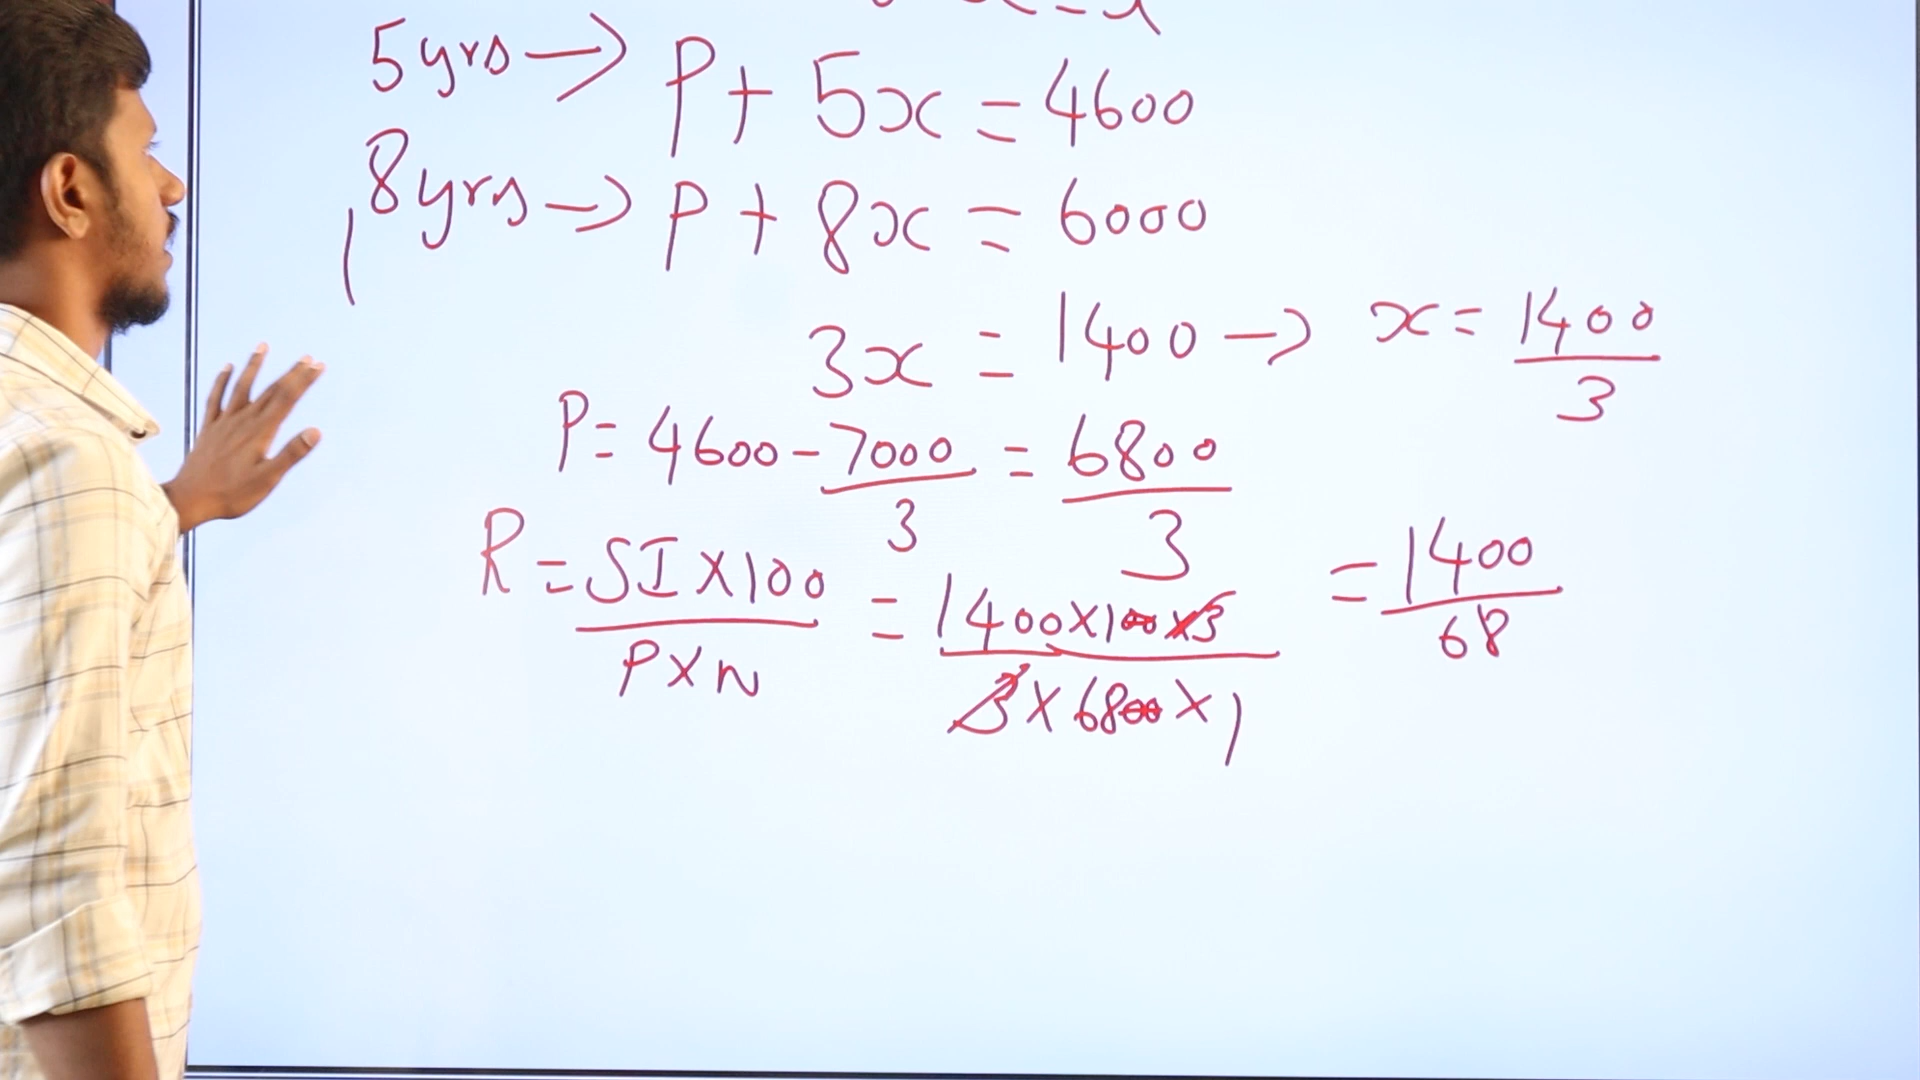 5yrs → P + 5x = 4600
8yrs → P + 8x = 6000
3x = 1400 → x = 1400/3
P = 4600 - 7000/3 = 6800/3
R = SI X 100 / P X N = 1400 X 100 X 3 / 3 X 6800 X 1 = 1400/68